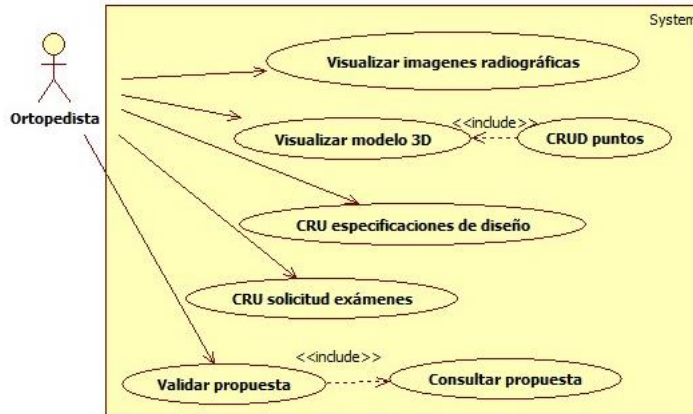 System
Visualizar imagenes radiográficas
Ortopedista
<<include>>
Visualizar modelo 3D
CRUD puntos
CRU especificaciones de diseño
CRU solicitud exámenes
<<include>>
Validar propuesta
Consultar propuesta